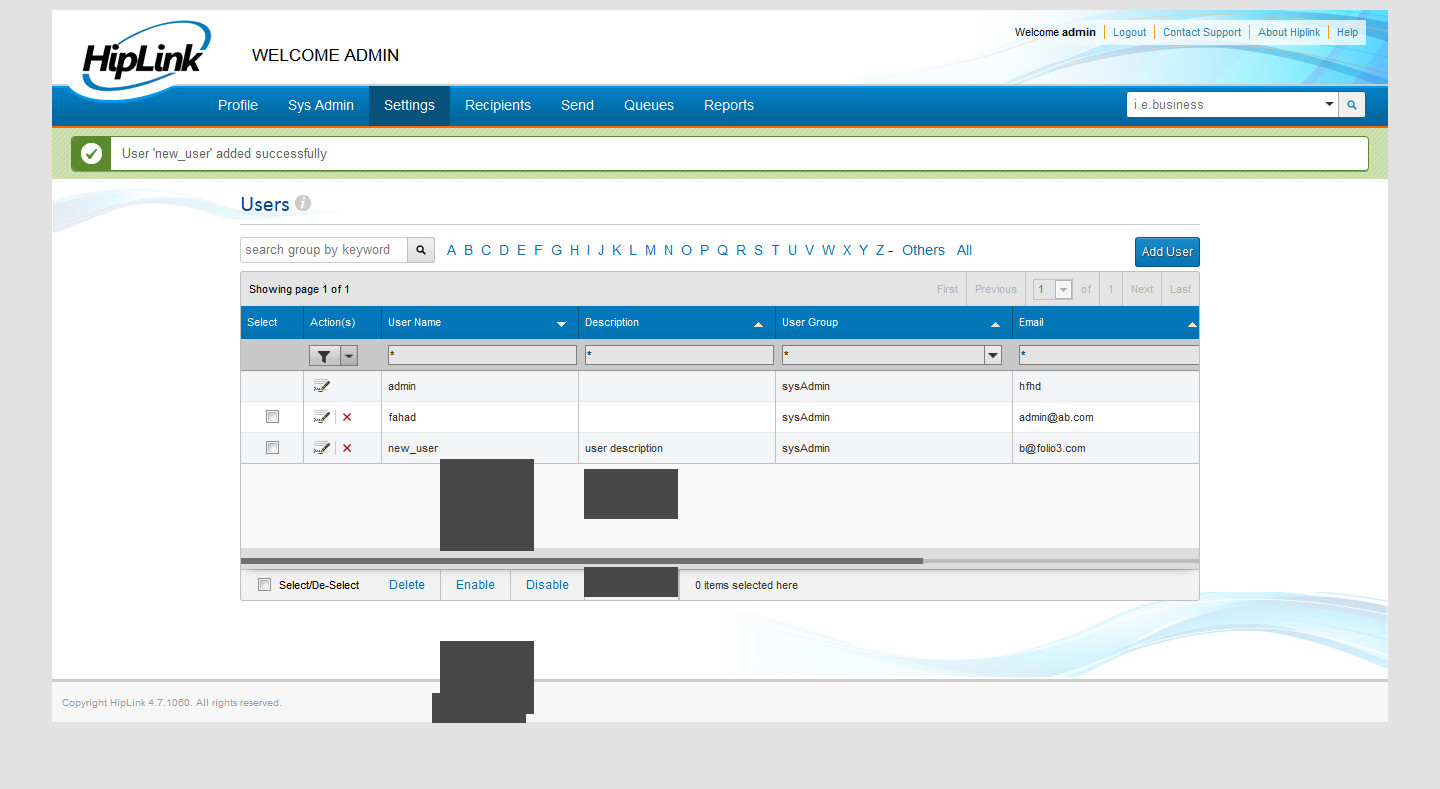 HipLink
WELCOME ADMIN
Welcome admin Logout Contact Support About Hiplink Help
Profile Sys Admin Settings Recipients Send Queues Reports
i.e.business
User 'new_user' added successfully
Users i
search group by keyword A B C D E F G H I J K L M N O P Q R S T U V W X Y Z - Others All Add User
Showing page 1 of 1 First Previous 1 of 1 Next Last
Select Action(s) User Name Description User Group Email
* * * *
admin sysAdmin hfhd
fahad sysAdmin admin@ab.com
new_user user description sysAdmin b@folio3.com
Select/De-Select Delete Enable Disable 0 items selected here
Copyright HipLink 4.7.1060. All rights reserved.